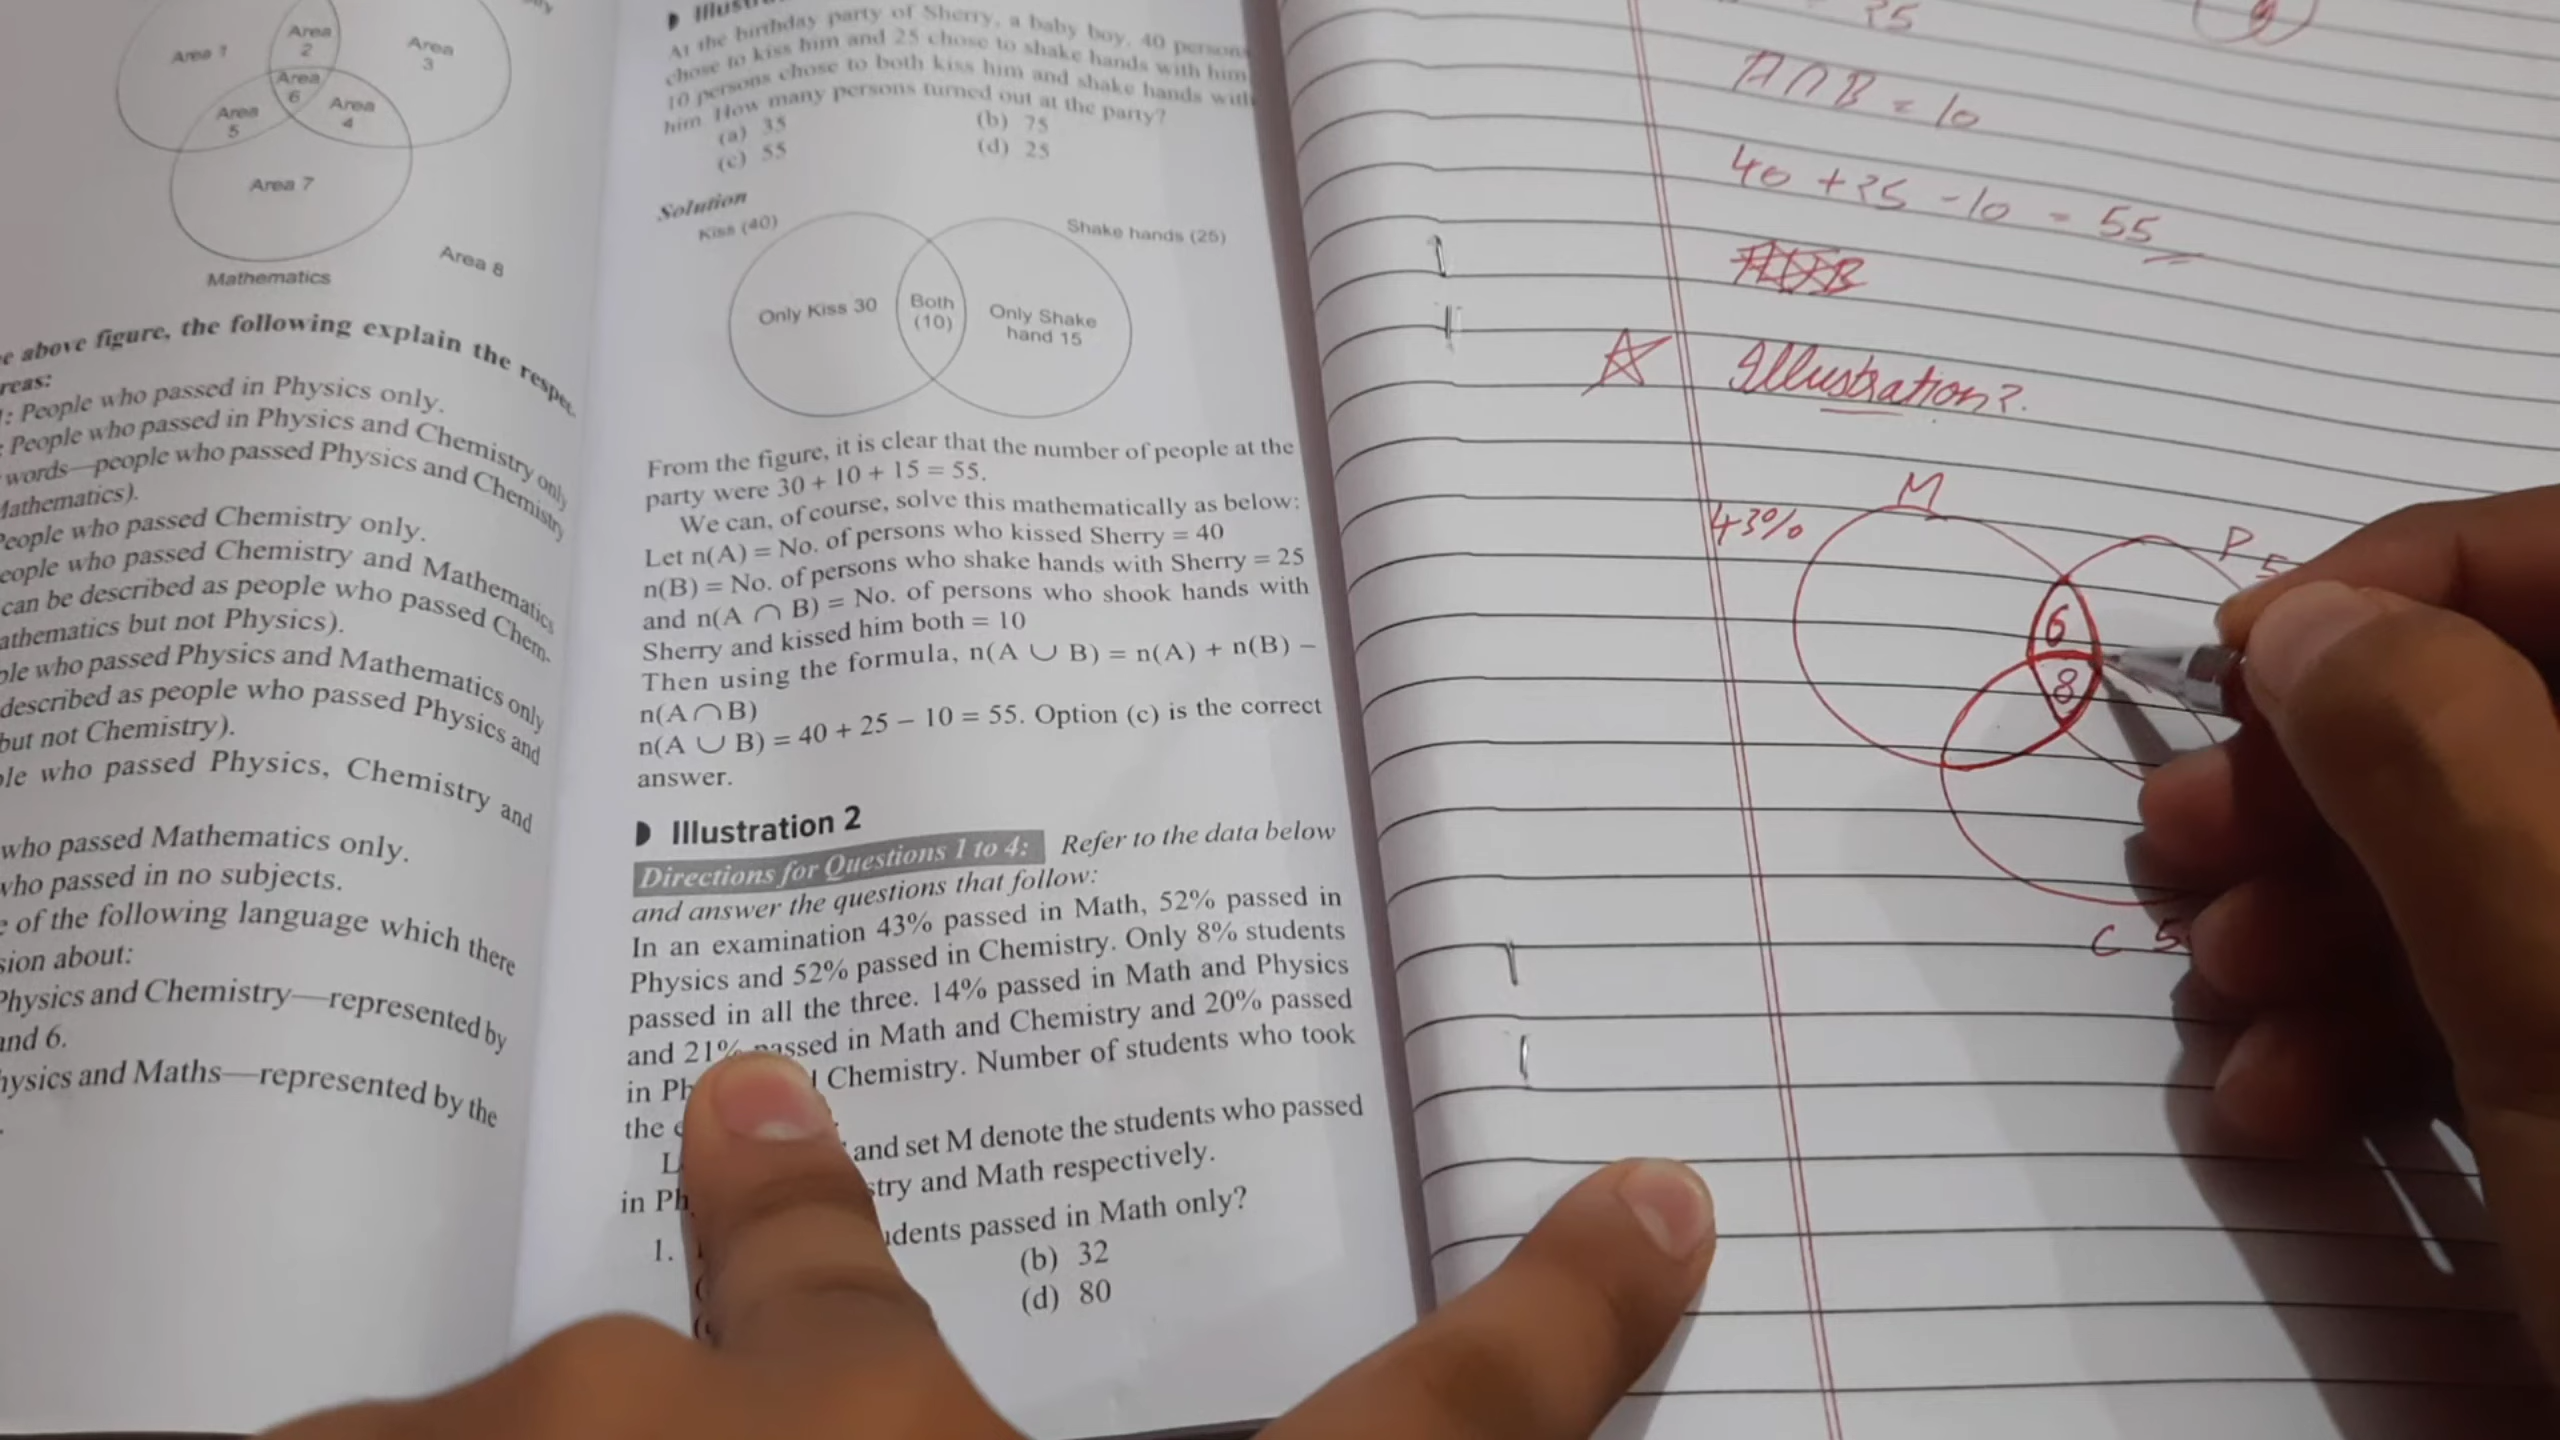 Area 1
Area
2
Area
3
Area
6
Area
5
Area
4
Area 7
Area 8
Mathematics
e above figure, the following explain the respec.
reas:
: People who passed in Physics only.
: People who passed in Physics and Chemistry only
words—people who passed Physics and Chemistry
Mathematics).
People who passed Chemistry only.
eople who passed Chemistry and Mathematics
can be described as people who passed Chem-
athematics but not Physics).
ple who passed Physics and Mathematics only
described as people who passed Physics and
but not Chemistry).
le who passed Physics, Chemistry and
who passed Mathematics only.
who passed in no subjects.
of the following language which there
sion about:
Physics and Chemistry—represented by
and 6.
hysics and Maths—represented by the
At the birthday party of Sherry, a baby boy, 40 persons
chose to kiss him and 25 chose to shake hands with him.
10 persons chose to both kiss him and shake hands with
him. How many persons turned out at the party?
(a) 35 (b) 75
(c) 55 (d) 25
Solution
Kiss (40) Shake hands (25)
Only Kiss 30
Both
(10)
Only Shake
hand 15
From the figure, it is clear that the number of people at the
party were 30 + 10 + 15 = 55.
We can, of course, solve this mathematically as below:
Let n(A) = No. of persons who kissed Sherry = 40
n(B) = No. of persons who shake hands with Sherry = 25
and n(A ∩ B) = No. of persons who shook hands with
Sherry and kissed him both = 10
Then using the formula, n(A ∪ B) = n(A) + n(B) –
n(A∩B)
n(A ∪ B) = 40 + 25 – 10 = 55. Option (c) is the correct
answer.
Illustration 2
Directions for Questions 1 to 4: Refer to the data below
and answer the questions that follow:
In an examination 43% passed in Math, 52% passed in
Physics and 52% passed in Chemistry. Only 8% students
passed in all the three. 14% passed in Math and Physics
and 21% passed in Math and Chemistry and 20% passed
in Ph Chemistry. Number of students who took
the
and set M denote the students who passed
in Ph stry and Math respectively.
1. udents passed in Math only?
(b) 32
(d) 80
25
A∩B = 10
40 + 25 - 10 = 55
Illustration 2.
M
43%
P 5
6
8
C 5